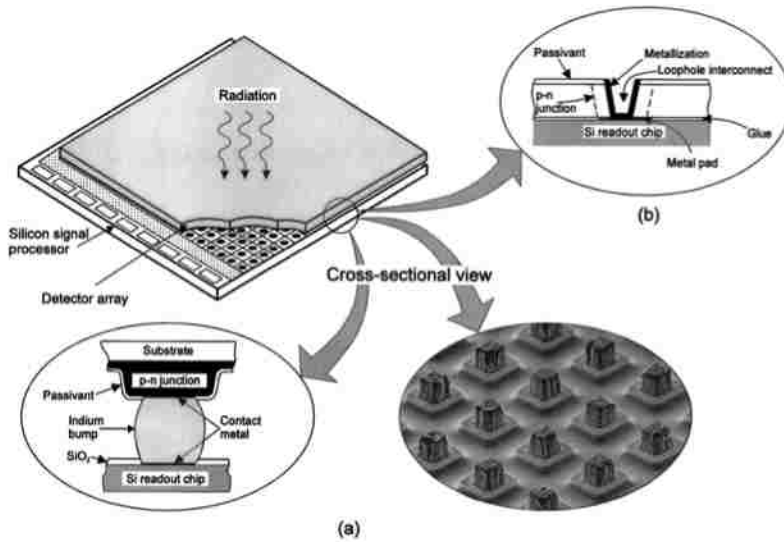 Radiation
Silicon signal
processor
Detector array
Cross-sectional view
Passivant
Metallization
Loophole interconnect
p-n
junction
Si readout chip
Glue
Metal pad
(b)
Substrate
p-n junction
Passivant
Indium
bump
Contact
metal
SiO₂
Si readout chip
(a)